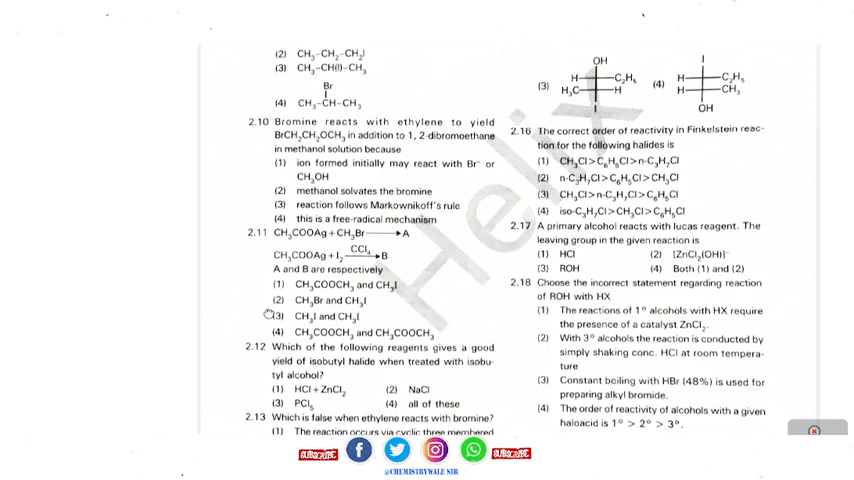 (2) CH₃–CH₂–CH₂I
(3) CH₃–CH(I)–CH₃
Br
(4) CH₃–CH–CH₃
2.10 Bromine reacts with ethylene to yield
BrCH₂CH₂OCH₃ in addition to 1, 2-dibromoethane
in methanol solution because
(1) ion formed initially may react with Br⁻ or
CH₃OH
(2) methanol solvates the bromine
(3) reaction follows Markownikoff's rule
(4) this is a free-radical mechanism
2.11 CH₃COOAg + CH₃Br ⟶ A
CH₃COOAg + I₂ —CCl₄→ B
A and B are respectively
(1) CH₃COOCH₃ and CH₃I
(2) CH₃Br and CH₃I
(3) CH₃I and CH₃I
(4) CH₃COOCH₃ and CH₃COOCH₃
2.12 Which of the following reagents gives a good
yield of isobutyl halide when treated with isobu-
tyl alcohol?
(1) HCl + ZnCl₂ (2) NaCl
(3) PCl₅ (4) all of these
2.13 Which is false when ethylene reacts with bromine?
(1) The reaction occurs via cyclic three membered
OH
(3) H C₂H₅
H₃C H
I
I
(4) H C₂H₅
H CH₃
OH
2.16 The correct order of reactivity in Finkelstein reac-
tion for the following halides is
(1) CH₃Cl > C₆H₅Cl > n-C₃H₇Cl
(2) n-C₃H₇Cl > C₆H₅Cl > CH₃Cl
(3) CH₃Cl > n-C₃H₇Cl > C₆H₅Cl
(4) iso-C₃H₇Cl > CH₃Cl > C₆H₅Cl
2.17 A primary alcohol reacts with lucas reagent. The
leaving group in the given reaction is
(1) HCl (2) [ZnCl₂(OH)]⁻
(3) ROH (4) Both (1) and (2)
2.18 Choose the incorrect statement regarding reaction
of ROH with HX
(1) The reactions of 1° alcohols with HX require
the presence of a catalyst ZnCl₂.
(2) With 3° alcohols the reaction is conducted by
simply shaking conc. HCl at room tempera-
ture
(3) Constant boiling with HBr (48%) is used for
preparing alkyl bromide.
(4) The order of reactivity of alcohols with a given
haloacid is 1° > 2° > 3°.
Helix
SUBSCRIBE
SUBSCRIBE
@CHEMISTRYWALE SIR